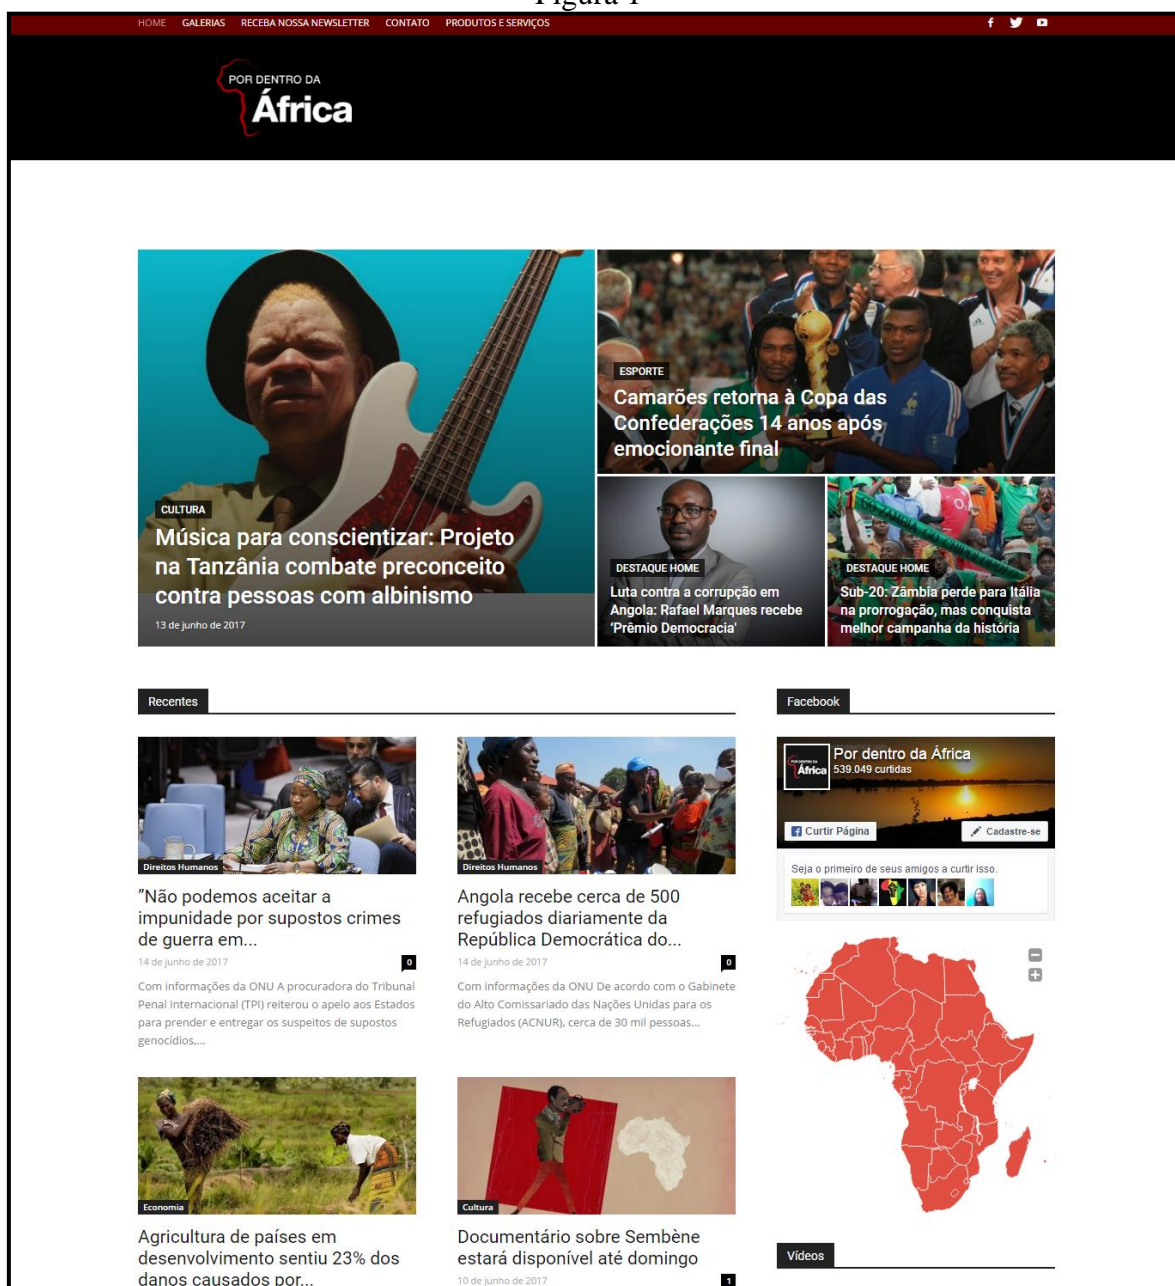 Figura 1
HOME GALERIAS RECEBA NOSSA NEWSLETTER CONTATO PRODUTOS E SERVIÇOS
POR DENTRO DA
África
ESPORTE
Camarões retorna à Copa das
Confederações 14 anos após
emocionante final
CULTURA
Música para conscientizar: Projeto
na Tanzânia combate preconceito
contra pessoas com albinismo
13 de junho de 2017
DESTAQUE HOME
Luta contra a corrupção em
Angola: Rafael Marques recebe
‘Prêmio Democracia'
GO ZAMBIA GO
DESTAQUE HOME
Sub-20: Zâmbia perde para Itália
na prorrogação, mas conquista
melhor campanha da história
Recentes
Direitos Humanos
”Não podemos aceitar a
impunidade por supostos crimes
de guerra em...
14 de junho de 2017
0
Com informações da ONU A procuradora do Tribunal
Penal Internacional (TPI) reiterou o apelo aos Estados
para prender e entregar os suspeitos de supostos
genocídios,...
Direitos Humanos
Angola recebe cerca de 500
refugiados diariamente da
República Democrática do...
14 de junho de 2017
0
Com informações da ONU De acordo com o Gabinete
do Alto Comissariado das Nações Unidas para os
Refugiados (ACNUR), cerca de 30 mil pessoas...
Economia
Agricultura de países em
desenvolvimento sentiu 23% dos
danos causados por...
Cultura
Documentário sobre Sembène
estará disponível até domingo
10 de junho de 2017
1
Facebook
POR DENTRO DA
África
Por dentro da África
539.049 curtidas
Curtir Página
Cadastre-se
Seja o primeiro de seus amigos a curtir isso.
Vídeos